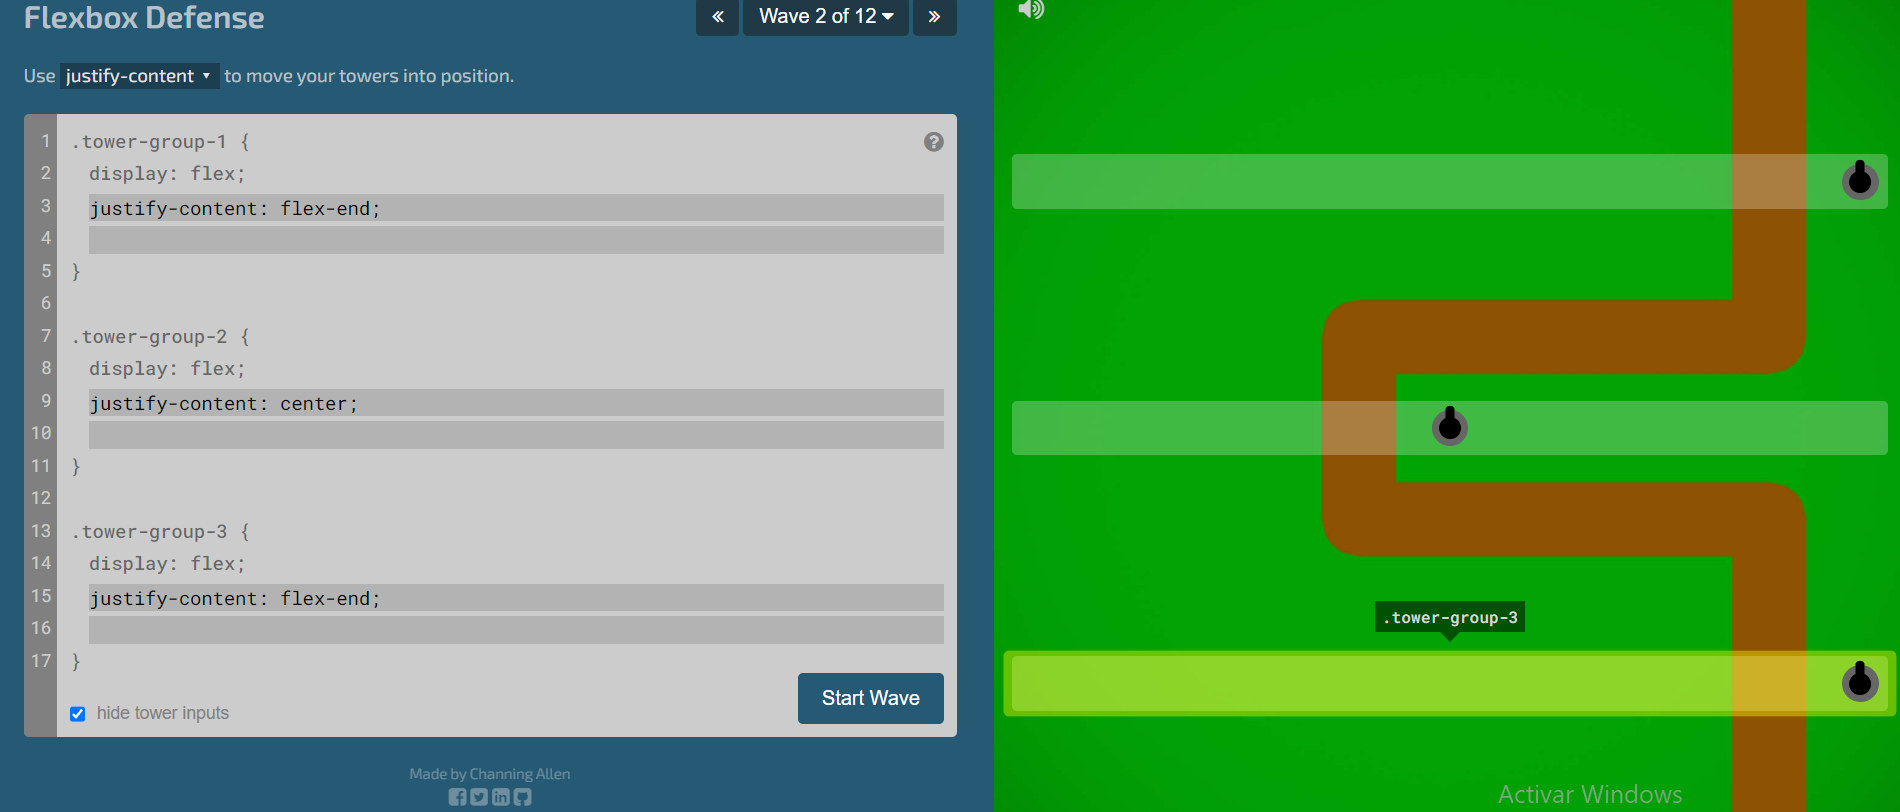 Flexbox Defense
« Wave 2 of 12 »
Use justify-content to move your towers into position.
1 .tower-group-1 {
2 display: flex;
3 justify-content: flex-end;
4
5 }
6
7 .tower-group-2 {
8 display: flex;
9 justify-content: center;
10
11 }
12
13 .tower-group-3 {
14 display: flex;
15 justify-content: flex-end;
16
17 }
hide tower inputs
Start Wave
Made by Channing Allen
.tower-group-3
Activar Windows